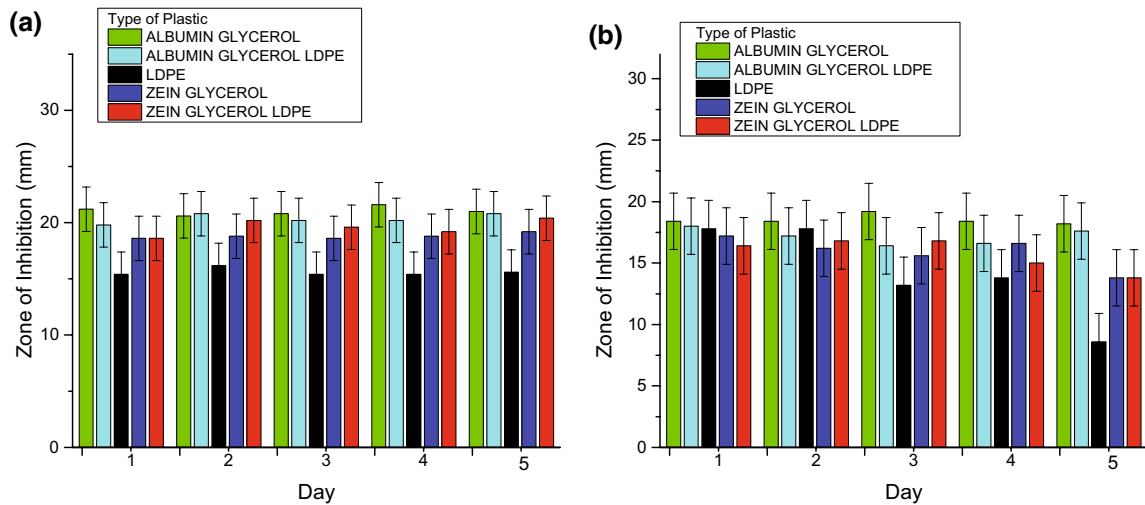 (a)
Type of Plastic
ALBUMIN GLYCEROL
ALBUMIN GLYCEROL LDPE
LDPE
ZEIN GLYCEROL
ZEIN GLYCEROL LDPE
Zone of Inhibition (mm)
30
20
10
0
1 2 3 4 5
Day
(b)
Type of Plastic
ALBUMIN GLYCEROL
ALBUMIN GLYCEROL LDPE
LDPE
ZEIN GLYCEROL
ZEIN GLYCEROL LDPE
Zone of Inhibition (mm)
30
25
20
15
10
5
0
1 2 3 4 5
Day